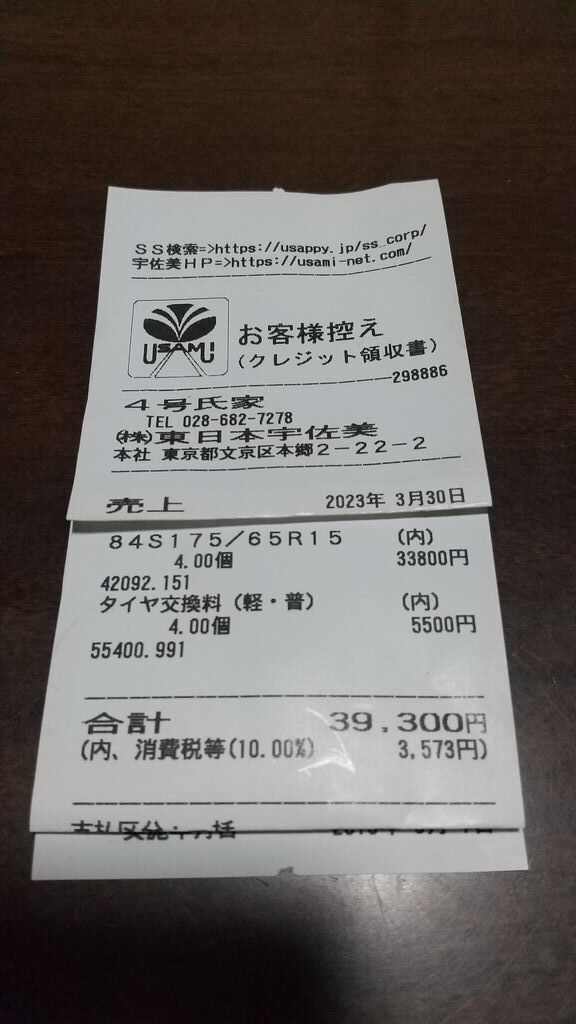 ＳＳ検索=>https://usappy.jp/ss_corp/
宇佐美ＨＰ=>https://usami-net.com/
USAMI
お客様控え
(クレジット領収書)
298886
４号氏家
TEL 028-682-7278
㈱東日本宇佐美
本社 東京都文京区本郷２－２２－２
売上 2023年 3月30日
８４Ｓ１７５／６５Ｒ１５ (内)
4.00個 33800円
42092.151
タイヤ交換料（軽・普） (内)
4.00個 5500円
55400.991
合計 39,300円
(内、消費税等(10.00%) 3,573円)
支払区分：一括